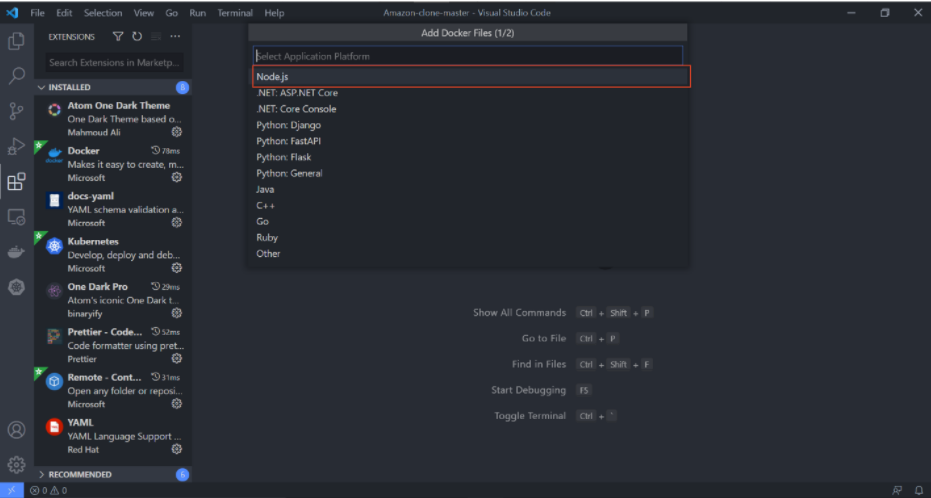 File Edit Selection View Go Run Terminal Help
Amazon-clone-master - Visual Studio Code
EXTENSIONS
Search Extensions in Marketp...
INSTALLED 8
Atom One Dark Theme
One Dark Theme based o...
Mahmoud Ali
Docker 78ms
Makes it easy to create, m...
Microsoft
docs-yaml
YAML schema validation a...
Microsoft
Kubernetes
Develop, deploy and deb...
Microsoft
One Dark Pro 29ms
Atom's iconic One Dark t...
binaryify
Prettier - Code... 52ms
Code formatter using pret...
Prettier
Remote - Cont... 31ms
Open any folder or reposi...
Microsoft
YAML
YAML Language Support ...
Red Hat
RECOMMENDED 6
Add Docker Files (1/2)
Select Application Platform
Node.js
.NET: ASP.NET Core
.NET: Core Console
Python: Django
Python: FastAPI
Python: Flask
Python: General
Java
C++
Go
Ruby
Other
Show All Commands Ctrl + Shift + P
Go to File Ctrl + P
Find in Files Ctrl + Shift + F
Start Debugging F5
Toggle Terminal Ctrl + `
0 0